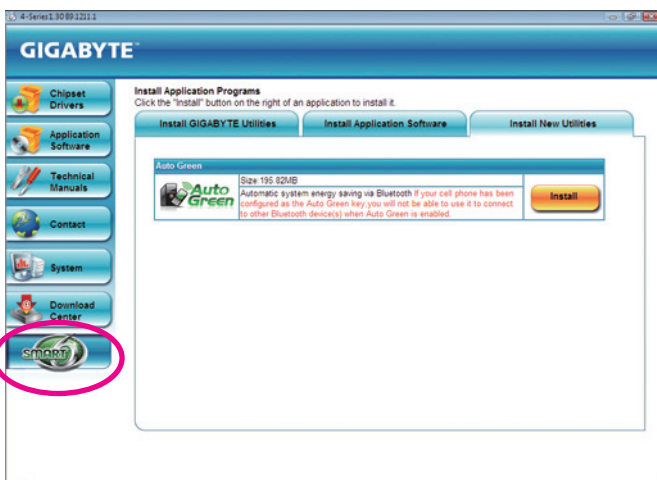 4-Series1.30 B9.1211.1
GIGABYTE™
Chipset
Drivers
Application
Software
Technical
Manuals
Contact
System
Download
Center
SMART 6
Install Application Programs
Click the "Install" button on the right of an application to install it.
Install GIGABYTE Utilities
Install Application Software
Install New Utilities
Auto Green
Auto
Green
Size:195.82MB
Automatic system energy saving via Bluetooth If your cell phone has been
configured as the Auto Green key,you will not be able to use it to connect
to other Bluetooth device(s) when Auto Green is enabled.
Install